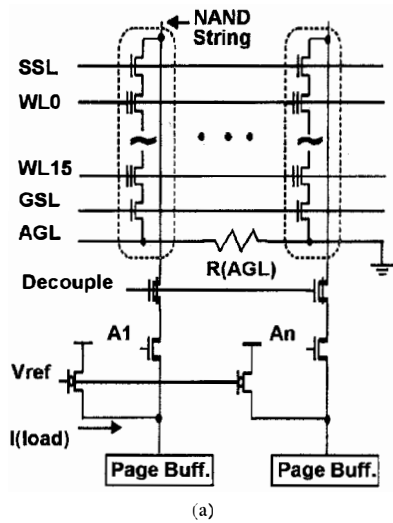 NAND
String
SSL
WL0
WL15
GSL
AGL
R(AGL)
Decouple
A1
An
Vref
I(load)
Page Buff.
Page Buff.
(a)